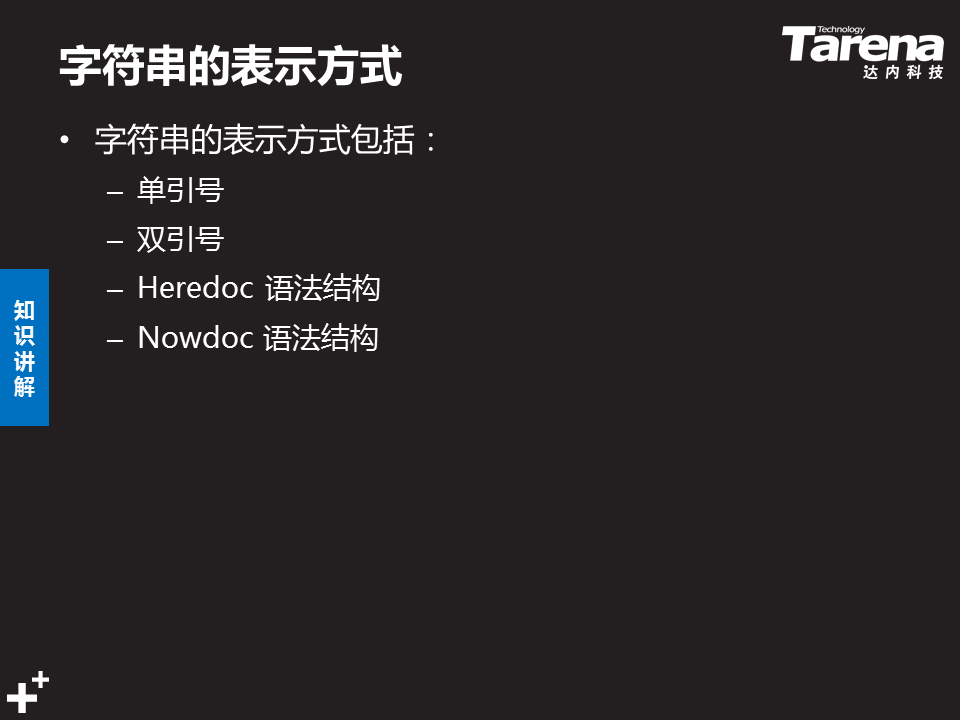 字符串的表示方式
Technology
Tarena
达内科技
• 字符串的表示方式包括：
– 单引号
– 双引号
– Heredoc 语法结构
– Nowdoc 语法结构
知
识
讲
解